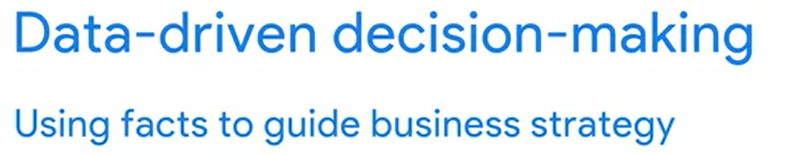 Data-driven decision-making
Using facts to guide business strategy